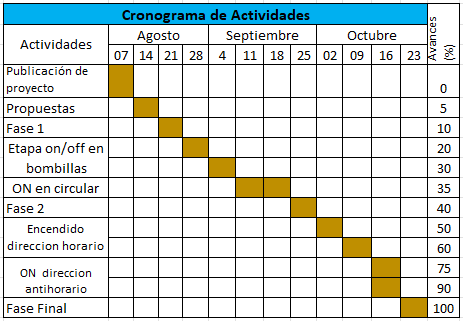 Cronograma de Actividades
Actividades Agosto Septiembre Octubre Avances (%)
07 14 21 28 4 11 18 25 02 09 16 23
Publicación de
proyecto 0
Propuestas 5
Fase 1 10
Etapa on/off en 20
bombillas 30
ON en circular 35
Fase 2 40
Encendido 50
direccion horario 60
ON direccion 75
antihorario 90
Fase Final 100